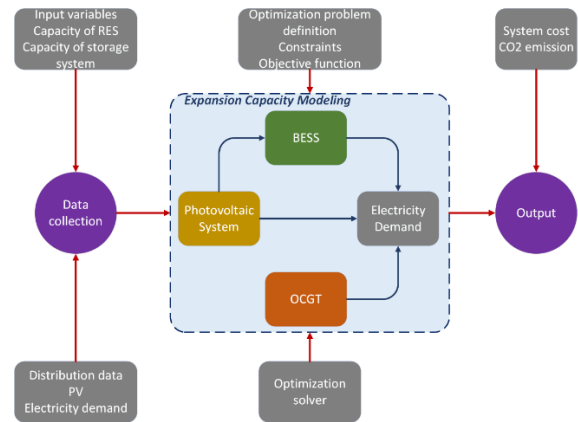 Input variables
Capacity of RES
Capacity of storage
system
Optimization problem
definition
Constraints
Objective function
System cost
CO2 emission
Expansion Capacity Modeling
BESS
Data
collection
Photovoltaic
System
Electricity
Demand
Output
OCGT
Distribution data
PV
Electricity demand
Optimization
solver